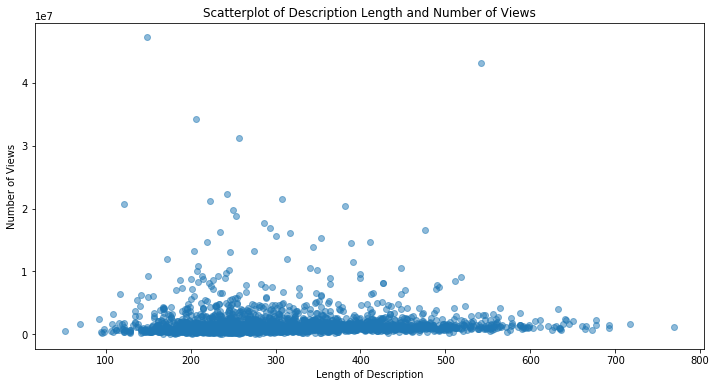 Scatterplot of Description Length and Number of Views
1e7
4
3
2
1
0
Number of Views
100 200 300 400 500 600 700 800
Length of Description